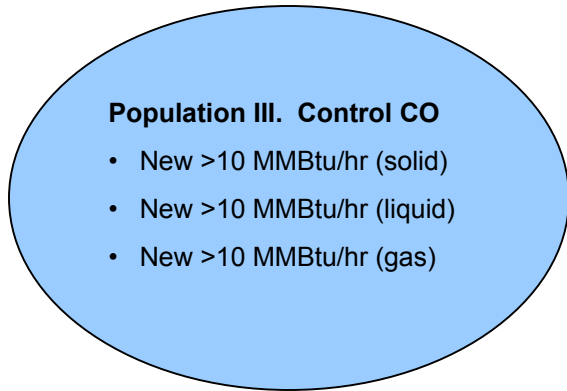 Population III.  Control CO
• New >10 MMBtu/hr (solid)
• New >10 MMBtu/hr (liquid)
• New >10 MMBtu/hr (gas)